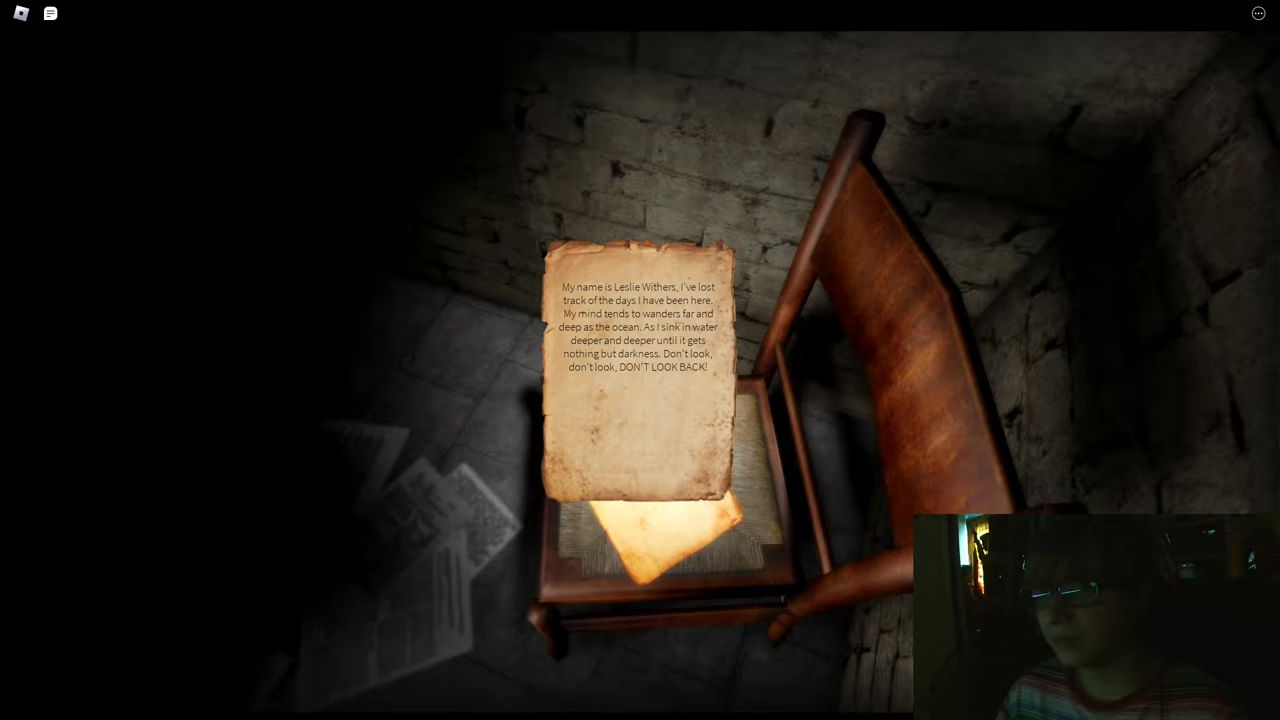 My name is Leslie Withers, I've lost
track of the days I have been here.
My mind tends to wanders far and
deep as the ocean. As I sink in water
deeper and deeper until it gets
nothing but darkness. Don't look,
don't look, DON'T LOOK BACK!